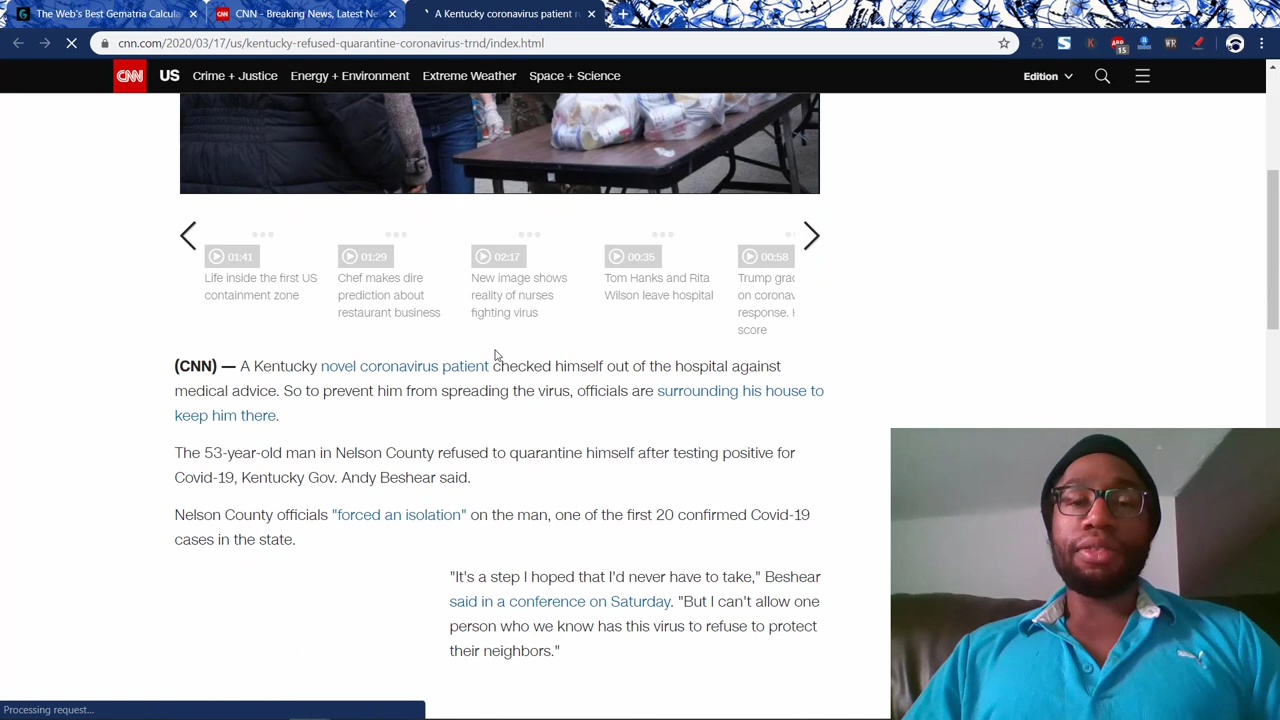 The Web's Best Gematria Calcula
CNN - Breaking News, Latest Ne
A Kentucky coronavirus patient r
cnn.com/2020/03/17/us/kentucky-refused-quarantine-coronavirus-trnd/index.html
CNN US Crime + Justice Energy + Environment Extreme Weather Space + Science Edition
01:41
01:29
02:17
00:35
00:58
Life inside the first US
containment zone
Chef makes dire
prediction about
restaurant business
New image shows
reality of nurses
fighting virus
Tom Hanks and Rita
Wilson leave hospital
Trump grad
on coronav
response. H
score
(CNN) — A Kentucky novel coronavirus patient checked himself out of the hospital against
medical advice. So to prevent him from spreading the virus, officials are surrounding his house to
keep him there.
The 53-year-old man in Nelson County refused to quarantine himself after testing positive for
Covid-19, Kentucky Gov. Andy Beshear said.
Nelson County officials "forced an isolation" on the man, one of the first 20 confirmed Covid-19
cases in the state.
"It's a step I hoped that I'd never have to take," Beshear
said in a conference on Saturday. "But I can't allow one
person who we know has this virus to refuse to protect
their neighbors."
Processing request...